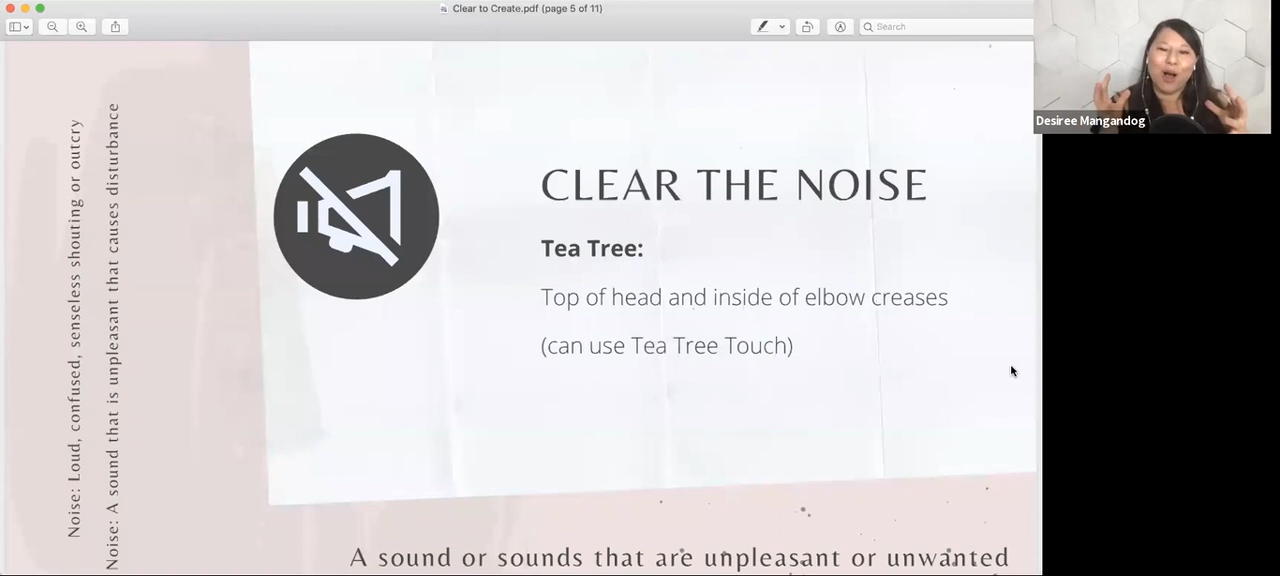 Clear to Create.pdf (page 5 of 11)
Search
Desiree Mangandog
Noise: Loud, confused, senseless shouting or outcry
Noise: A sound that is unpleasant that causes disturbance
CLEAR THE NOISE
Tea Tree:
Top of head and inside of elbow creases
(can use Tea Tree Touch)
A sound or sounds that are unpleasant or unwanted